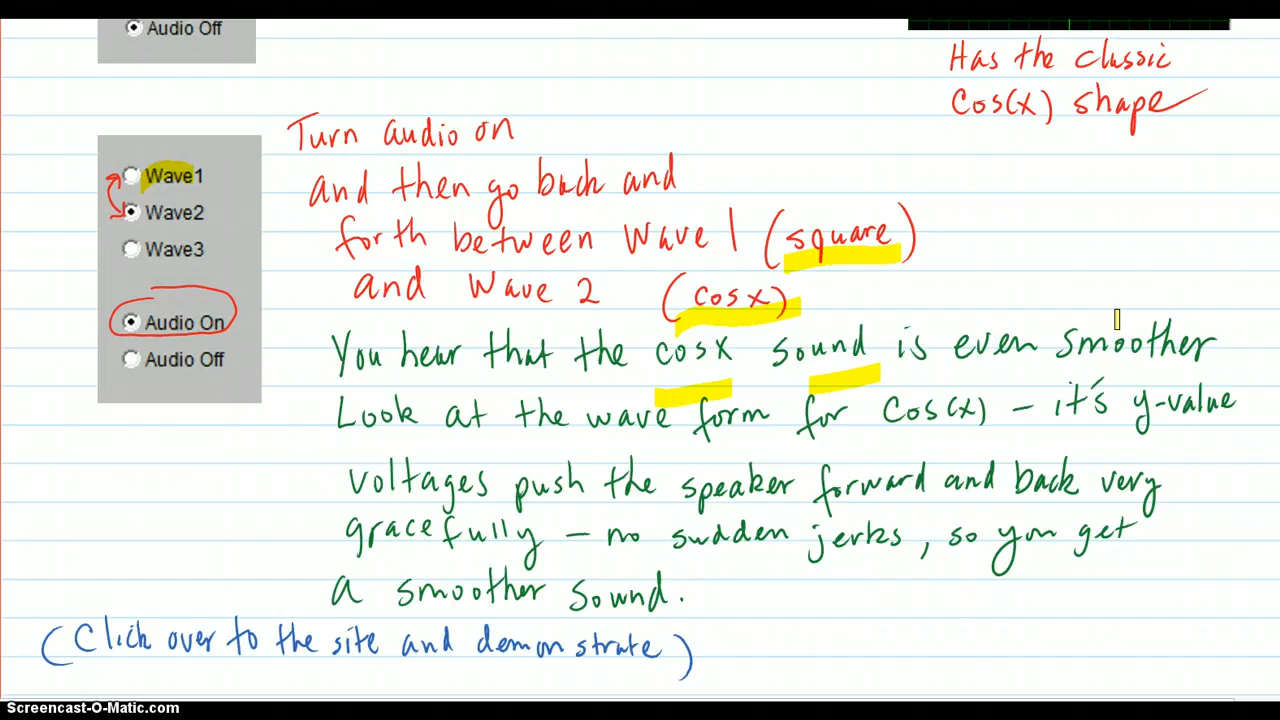 Audio Off
Has the classic
cos(x) shape
Turn audio on
and then go back and
forth between Wave 1 (square)
and Wave 2 (cosx)
Wave1
Wave2
Wave3
Audio On
Audio Off
You hear that the cosx sound is even smoother
Look at the wave form for cos(x) – it's y-value
voltages push the speaker forward and back very
gracefully – no sudden jerks, so you get
a smoother sound.
(Click over to the site and demonstrate)
Screencast-O-Matic.com